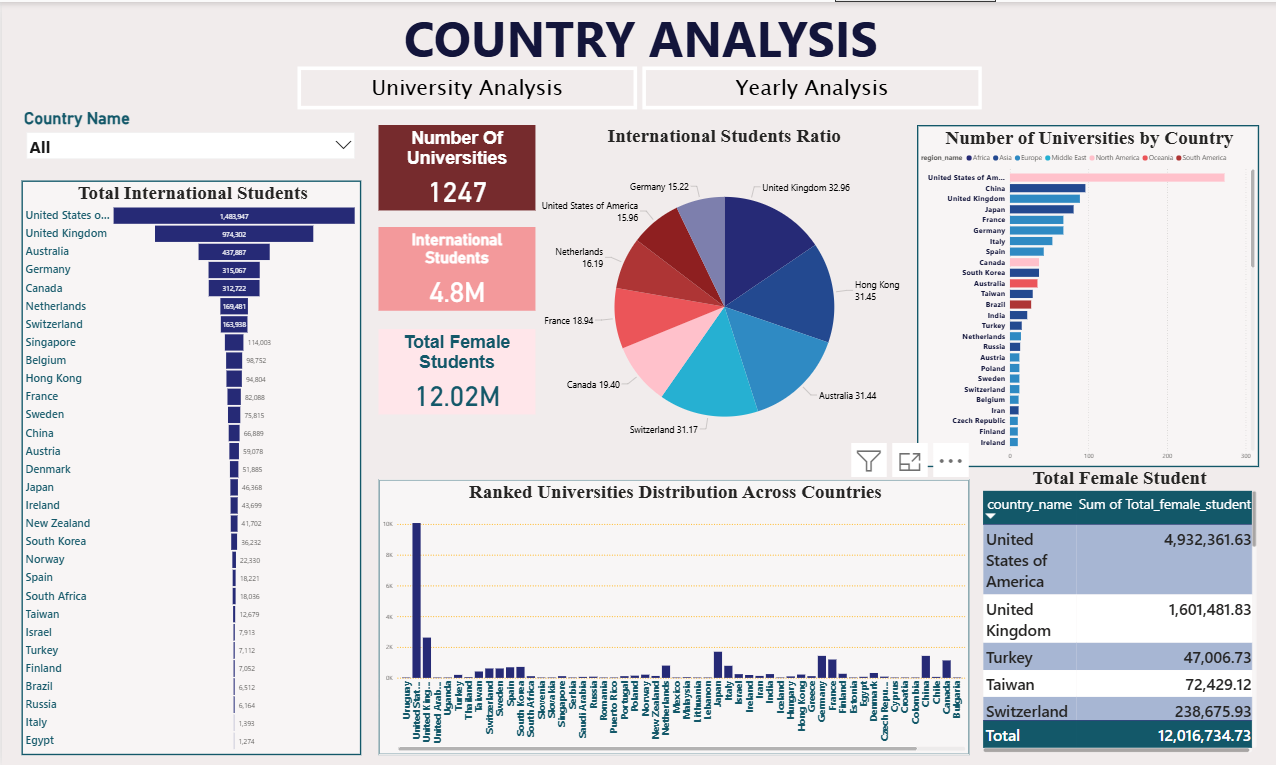 COUNTRY ANALYSIS
University Analysis
Yearly Analysis
Country Name
All
Total International Students
United States o... 1,483,947
United Kingdom 974,302
Australia 437,887
Germany 315,067
Canada 312,722
Netherlands 169,481
Switzerland 163,938
Singapore 114,003
Belgium 98,752
Hong Kong 94,804
France 82,088
Sweden 75,815
China 66,889
Austria 59,078
Denmark 51,885
Japan 46,368
Ireland 43,699
New Zealand 41,702
South Korea 36,232
Norway 22,330
Spain 18,221
South Africa 18,036
Taiwan 12,679
Israel 7,913
Turkey 7,112
Finland 7,052
Brazil 6,512
Russia 6,164
Italy 1,393
Egypt 1,274
Number Of
Universities
1247
International
Students
4.8M
Total Female
Students
12.02M
International Students Ratio
Germany 15.22
United Kingdom 32.96
United States of America
15.96
Netherlands
16.19
Hong Kong
31.45
France 18.94
Canada 19.40
Australia 31.44
Switzerland 31.17
Number of Universities by Country
region_name Africa Asia Europe Middle East North America Oceania South America
United States of Am...
China
United Kingdom
Japan
France
Germany
Italy
Spain
Canada
South Korea
Australia
Taiwan
Brazil
India
Turkey
Netherlands
Russia
Austria
Poland
Sweden
Switzerland
Belgium
Iran
Czech Republic
Finland
Ireland
0 100 200 300
Ranked Universities Distribution Across Countries
10K
8K
6K
4K
2K
0K
Uruguay
United Stat...
United King...
United Arab...
Uganda
Turkey
Thailand
Taiwan
Switzerland
Sweden
Spain
South Korea
South Africa
Slovenia
Slovakia
Singapore
Serbia
Saudi Arabia
Russia
Romania
Puerto Rico
Portugal
Poland
Norway
New Zealand
Netherlands
Mexico
Malaysia
Lithuania
Lebanon
Japan
Italy
Israel
Ireland
Iran
India
Iceland
Hungary
Hong Kong
Greece
Germany
France
Finland
Estonia
Egypt
Denmark
Czech Repu...
Cyprus
Croatia
Colombia
China
Chile
Canada
Bulgaria
Total Female Student
country_name Sum of Total_female_student
United
States of
America 4,932,361.63
United
Kingdom 1,601,481.83
Turkey 47,006.73
Taiwan 72,429.12
Switzerland 238,675.93
Total 12,016,734.73